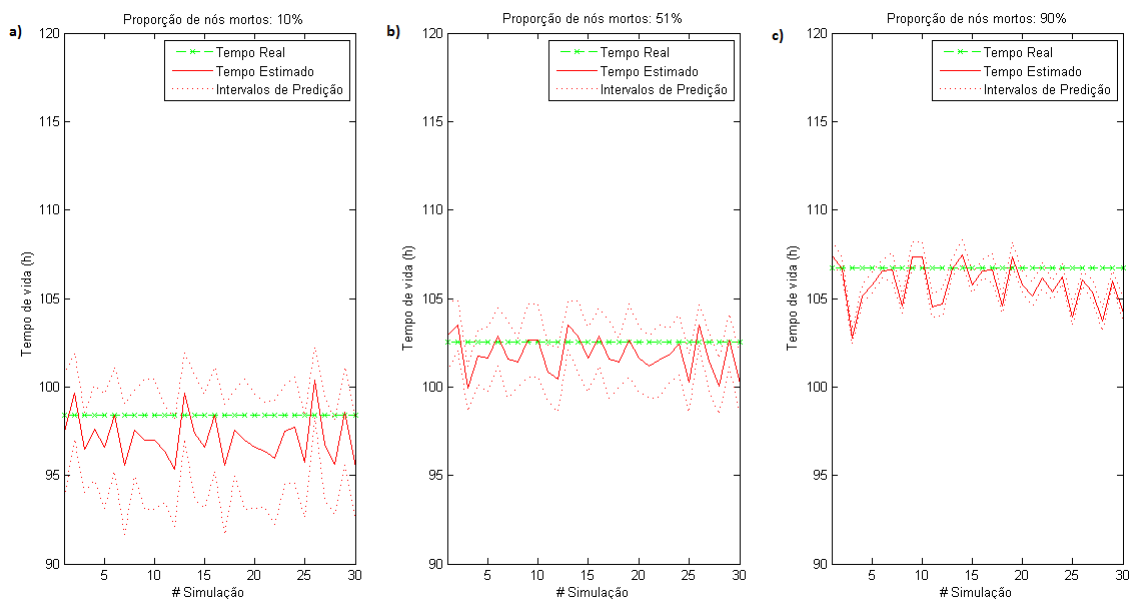 a)
Proporção de nós mortos: 10%
Tempo Real
Tempo Estimado
Intervalos de Predição
Tempo de vida (h)
120
115
110
105
100
95
90
5
10
15
20
25
30
# Simulação
b)
Proporção de nós mortos: 51%
Tempo Real
Tempo Estimado
Intervalos de Predição
Tempo de vida (h)
120
115
110
105
100
95
90
5
10
15
20
25
30
# Simulação
c)
Proporção de nós mortos: 90%
Tempo Real
Tempo Estimado
Intervalos de Predição
Tempo de vida (h)
120
115
110
105
100
95
90
5
10
15
20
25
30
# Simulação